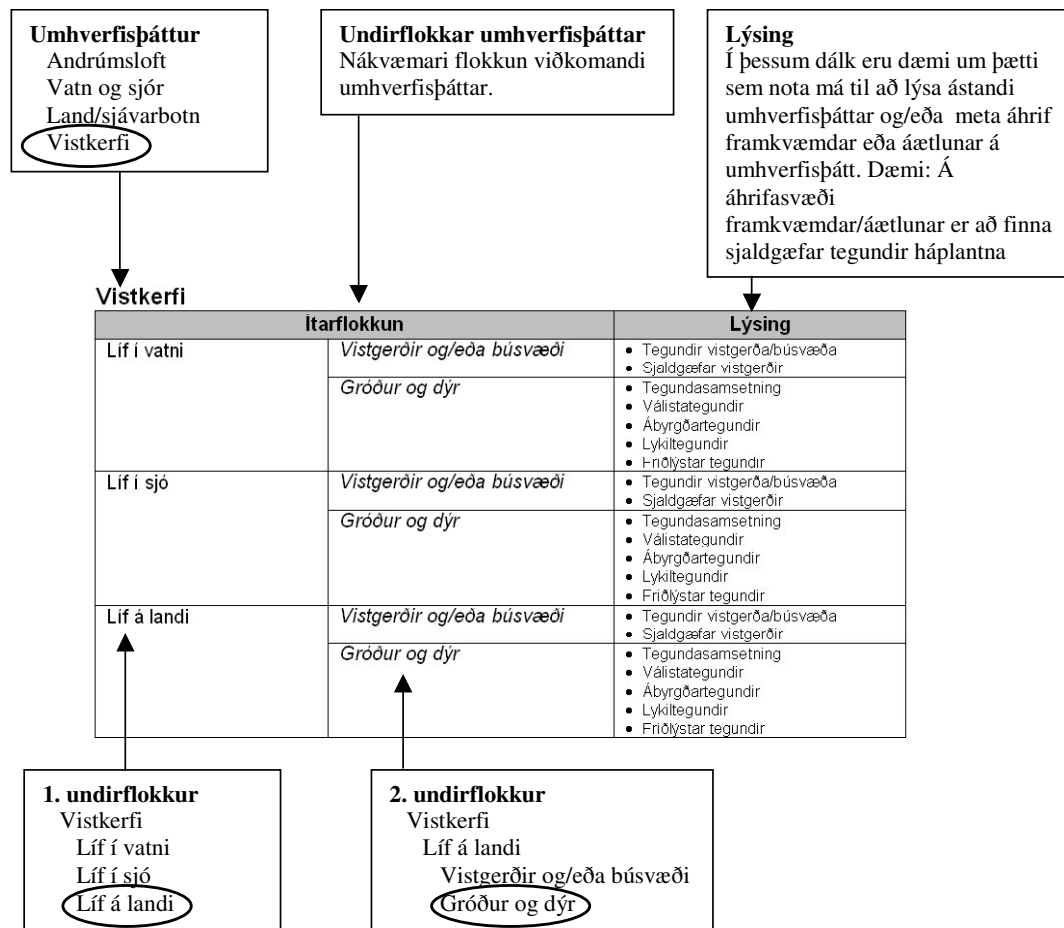 Umhverfisþáttur
Andrúmsloft
Vatn og sjór
Land/sjávarbotn
Vistkerfi
Undirflokkar umhverfisþáttar
Nákvæmari flokkun viðkomandi
umhverfisþáttar.
Lýsing
Í þessum dálk eru dæmi um þætti
sem nota má til að lýsa ástandi
umhverfisþáttar og/eða meta áhrif
framkvæmdar eða áætlunar á
umhverfisþátt. Dæmi: Á
áhrifasvæði
framkvæmdar/áætlunar er að finna
sjaldgæfar tegundir háplantna
Vistkerfi
Ítarflokkun
Lýsing
Líf í vatni
Vistgerðir og/eða búsvæði
• Tegundir vistgerða/búsvæða
• Sjaldgæfar vistgerðir
Gróður og dýr
• Tegundasamsetning
• Válistategundir
• Ábyrgðartegundir
• Lykiltegundir
• Friðlýstar tegundir
Líf í sjó
Vistgerðir og/eða búsvæði
• Tegundir vistgerða/búsvæða
• Sjaldgæfar vistgerðir
Gróður og dýr
• Tegundasamsetning
• Válistategundir
• Ábyrgðartegundir
• Lykiltegundir
• Friðlýstar tegundir
Líf á landi
Vistgerðir og/eða búsvæði
• Tegundir vistgerða/búsvæða
• Sjaldgæfar vistgerðir
Gróður og dýr
• Tegundasamsetning
• Válistategundir
• Ábyrgðartegundir
• Lykiltegundir
• Friðlýstar tegundir
1. undirflokkur
Vistkerfi
Líf í vatni
Líf í sjó
Líf á landi
2. undirflokkur
Vistkerfi
Líf á landi
Vistgerðir og/eða búsvæði
Gróður og dýr